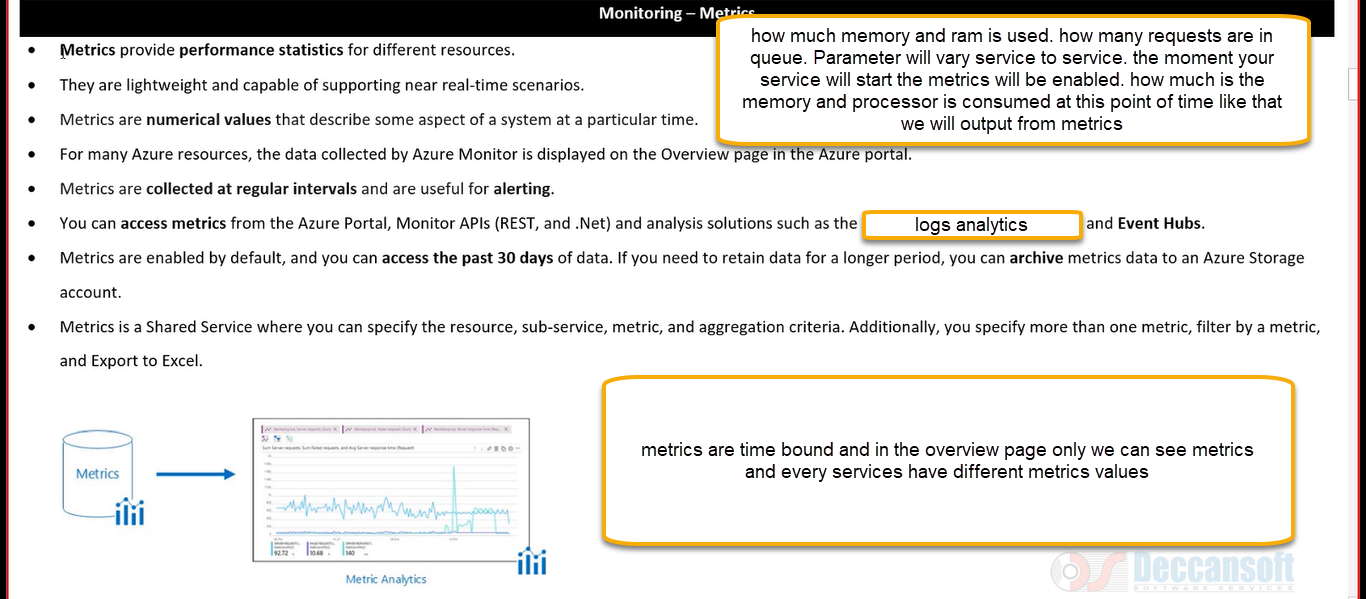 Monitoring – Metrics
how much memory and ram is used. how many requests are in
queue. Parameter will vary service to service. the moment your
service will start the metrics will be enabled. how much is the
memory and processor is consumed at this point of time like that
we will output from metrics
• Metrics provide performance statistics for different resources.
• They are lightweight and capable of supporting near real-time scenarios.
• Metrics are numerical values that describe some aspect of a system at a particular time.
• For many Azure resources, the data collected by Azure Monitor is displayed on the Overview page in the Azure portal.
• Metrics are collected at regular intervals and are useful for alerting.
• You can access metrics from the Azure Portal, Monitor APIs (REST, and .Net) and analysis solutions such as the logs analytics and Event Hubs.
• Metrics are enabled by default, and you can access the past 30 days of data. If you need to retain data for a longer period, you can archive metrics data to an Azure Storage
account.
• Metrics is a Shared Service where you can specify the resource, sub-service, metric, and aggregation criteria. Additionally, you specify more than one metric, filter by a metric,
and Export to Excel.
Metrics
92.72
10.68
140
Metric Analytics
metrics are time bound and in the overview page only we can see metrics
and every services have different metrics values
Deccansoft
SOFTWARE SERVICES